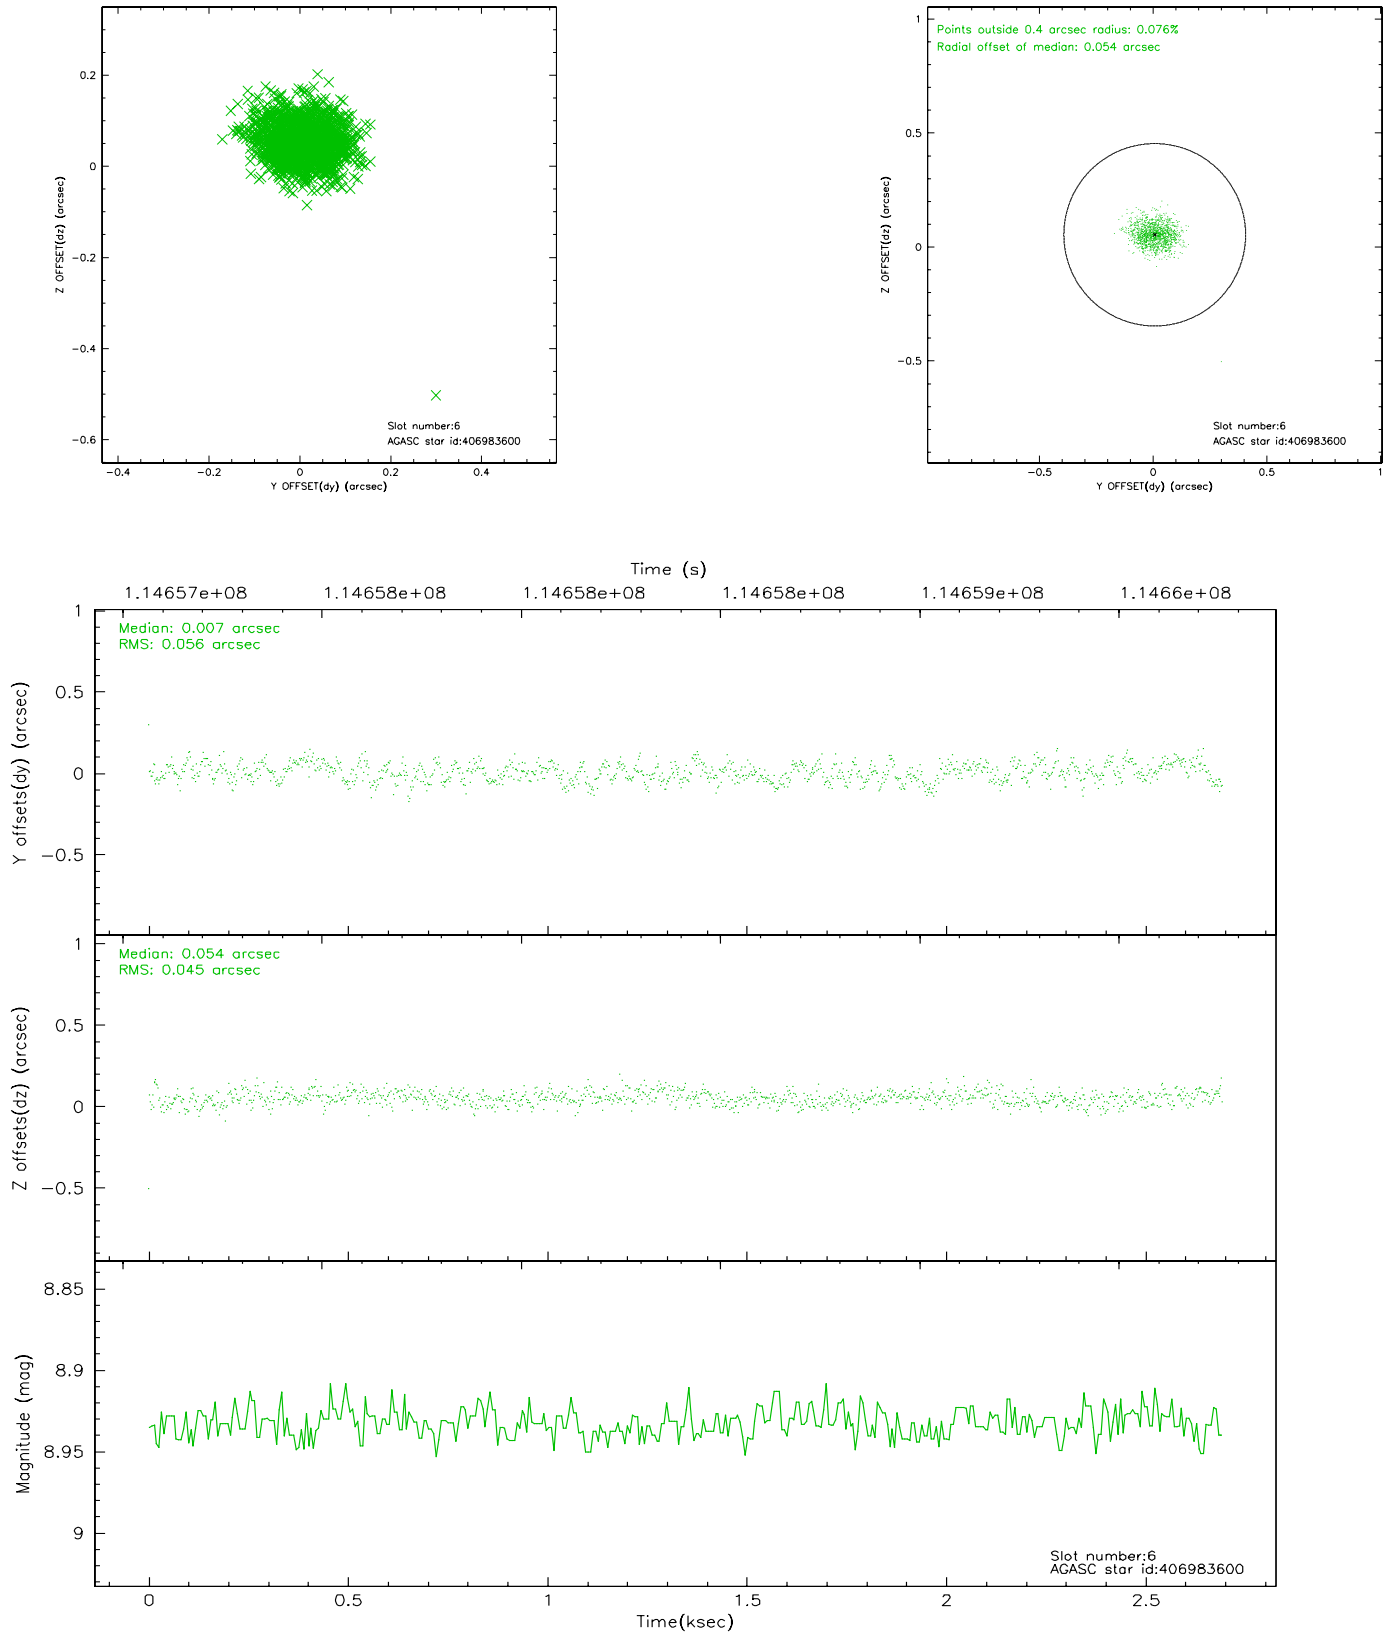 0.2
0
-0.2
-0.4
-0.6
Z OFFSET(dz) (arcsec)
Slot number:6
AGASC star id:406983600
-0.4 -0.2 0 0.2 0.4
Y OFFSET(dy) (arcsec)
Points outside 0.4 arcsec radius: 0.076%
Radial offset of median: 0.054 arcsec
1
0.5
0
-0.5
Z OFFSET(dz) (arcsec)
Slot number:6
AGASC star id:406983600
-0.5 0 0.5 1
Y OFFSET(dy) (arcsec)
Time (s)
1.14657e+08 1.14658e+08 1.14658e+08 1.14658e+08 1.14659e+08 1.1466e+08
Median: 0.007 arcsec
RMS: 0.056 arcsec
1
0.5
0
-0.5
Y offsets(dy) (arcsec)
Median: 0.054 arcsec
RMS: 0.045 arcsec
1
0.5
0
-0.5
Z offsets(dz) (arcsec)
8.85
8.9
8.95
9
Magnitude (mag)
Slot number:6
AGASC star id:406983600
0 0.5 1 1.5 2 2.5
Time(ksec)